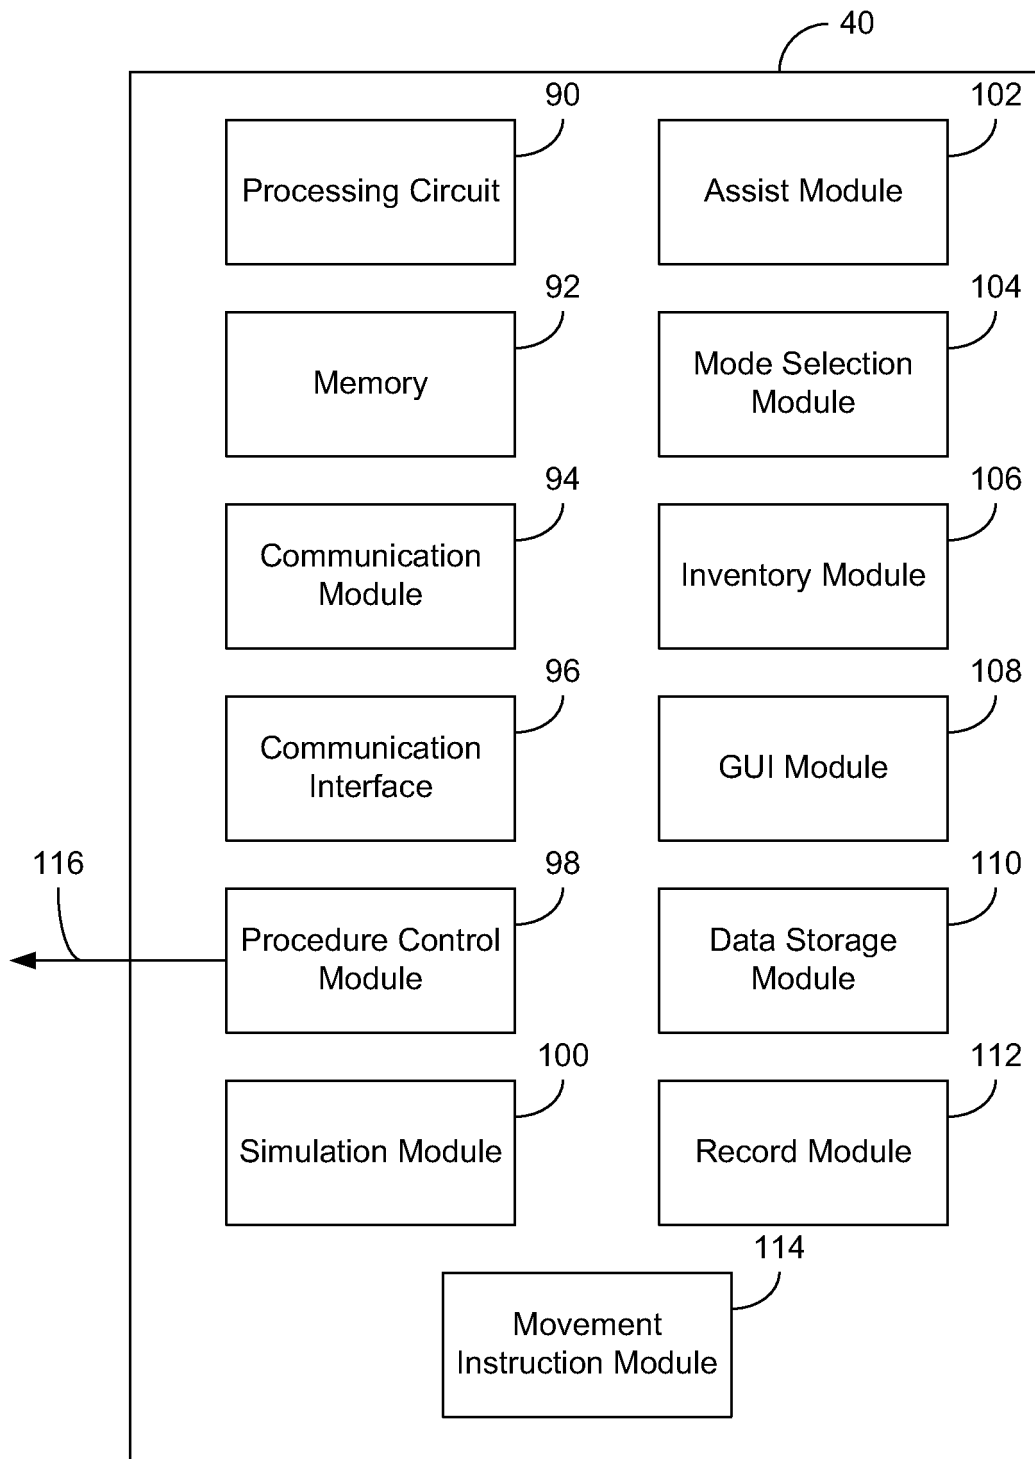 40
90
Processing Circuit
102
Assist Module
92
Memory
104
Mode Selection
Module
94
Communication
Module
106
Inventory Module
96
Communication
Interface
108
GUI Module
116
98
Procedure Control
Module
110
Data Storage
Module
100
Simulation Module
112
Record Module
114
Movement
Instruction Module